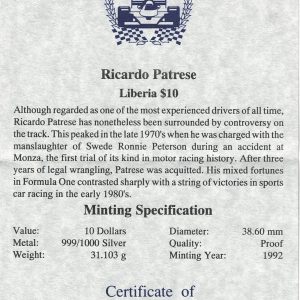 Ricardo Patrese
Liberia $10
Although regarded as one of the most experienced drivers of all time,
Ricardo Patrese has nonetheless been surrounded by controversy on
the track. This peaked in the late 1970's when he was charged with the
manslaughter of Swede Ronnie Peterson during an accident at
Monza, the first trial of its kind in motor racing history. After three
years of legal wrangling, Patrese was acquitted. His mixed fortunes
in Formula One contrasted sharply with a string of victories in sports
car racing in the early 1980's.
Minting Specification
Value: 10 Dollars Diameter: 38.60 mm
Metal: 999/1000 Silver Quality: Proof
Weight: 31.103 g Minting Year: 1992
Certificate of